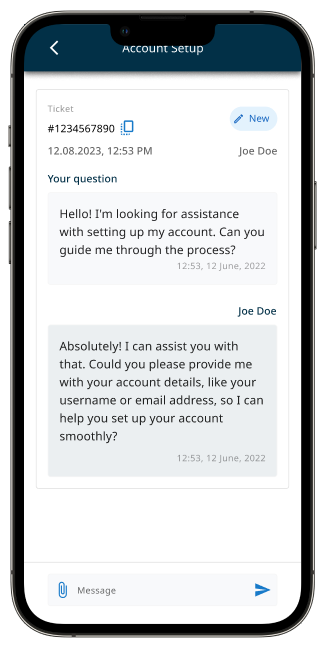 Account Setup
Ticket
#1234567890
New
12.08.2023, 12:53 PM
Joe Doe
Your question
Hello! I'm looking for assistance
with setting up my account. Can you
guide me through the process?
12:53, 12 June, 2022
Joe Doe
Absolutely! I can assist you with
that. Could you please provide me
with your account details, like your
username or email address, so I can
help you set up your account
smoothly?
12:53, 12 June, 2022
Message